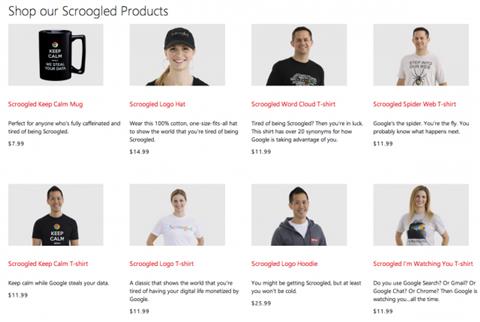 Shop our Scroogled Products
KEEP
CALM
WE STEAL
YOUR DATA
Scroogled Keep Calm Mug
Perfect for anyone who's fully caffeinated and
tired of being Scroogled.
$7.99
Scroogled Logo Hat
Wear this 100% cotton, one-size-fits-all hat
to show the world that you're tired of being
Scroogled.
$14.99
Scroogled Word Cloud T-shirt
Tired of being Scroogled? Then you're in luck.
This shirt has over 20 synonyms for how
Google is taking advantage of you.
$11.99
STEP INTO
OUR WEB
Scroogled Spider Web T-shirt
Google's the spider. You're the fly. You
probably know what happens next.
$11.99
KEEP
CALM
Scroogled Keep Calm T-shirt
Keep calm while Google steals your data.
$11.99
Scroogled Logo T-shirt
A classic that shows the world that you're
tired of having your digital life monetized by
Google.
$11.99
Scroogled Logo Hoodie
You might be getting Scroogled, but at least
you won't be cold.
$25.99
Scroogled I'm Watching You T-shirt
Do you use Google Search? Or Gmail? Or
Google Chat? Or Chrome? Then Google is
watching you...all the time.
$11.99